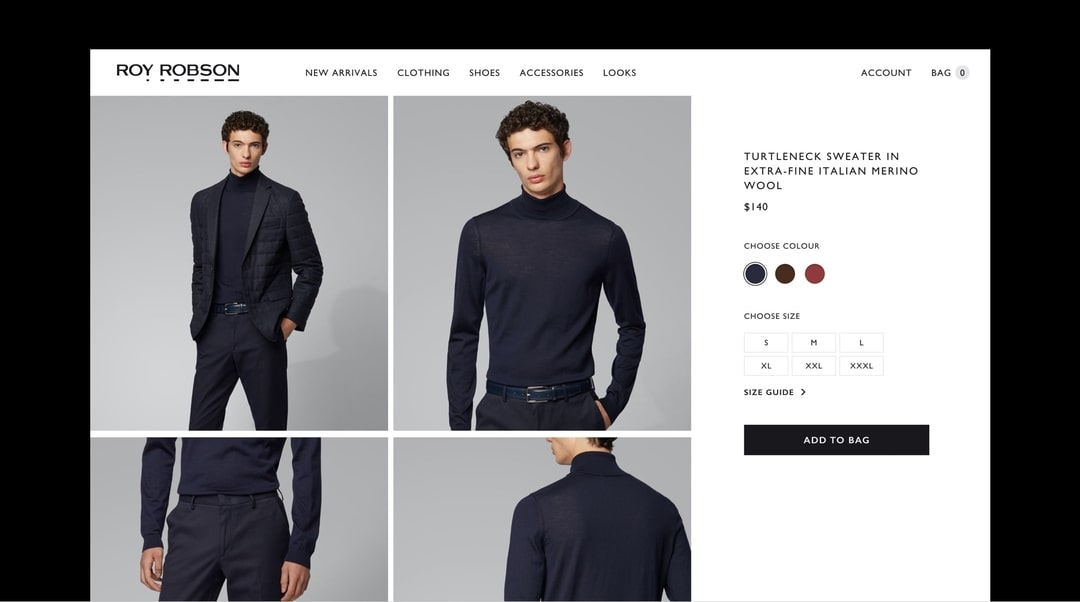 ROY ROBSON
NEW ARRIVALS
CLOTHING
SHOES
ACCESSORIES
LOOKS
ACCOUNT
BAG 0
TURTLENECK SWEATER IN
EXTRA-FINE ITALIAN MERINO
WOOL
$140
CHOOSE COLOUR
CHOOSE SIZE
S
M
L
XL
XXL
XXXL
SIZE GUIDE
ADD TO BAG